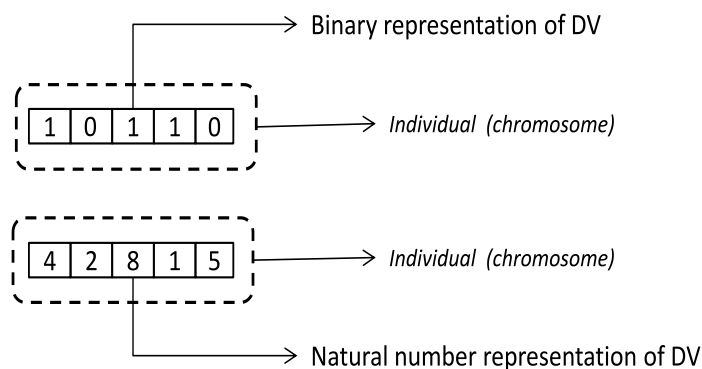 Binary representation of DV
1 0 1 1 0
Individual (chromosome)
4 2 8 1 5
Individual (chromosome)
Natural number representation of DV